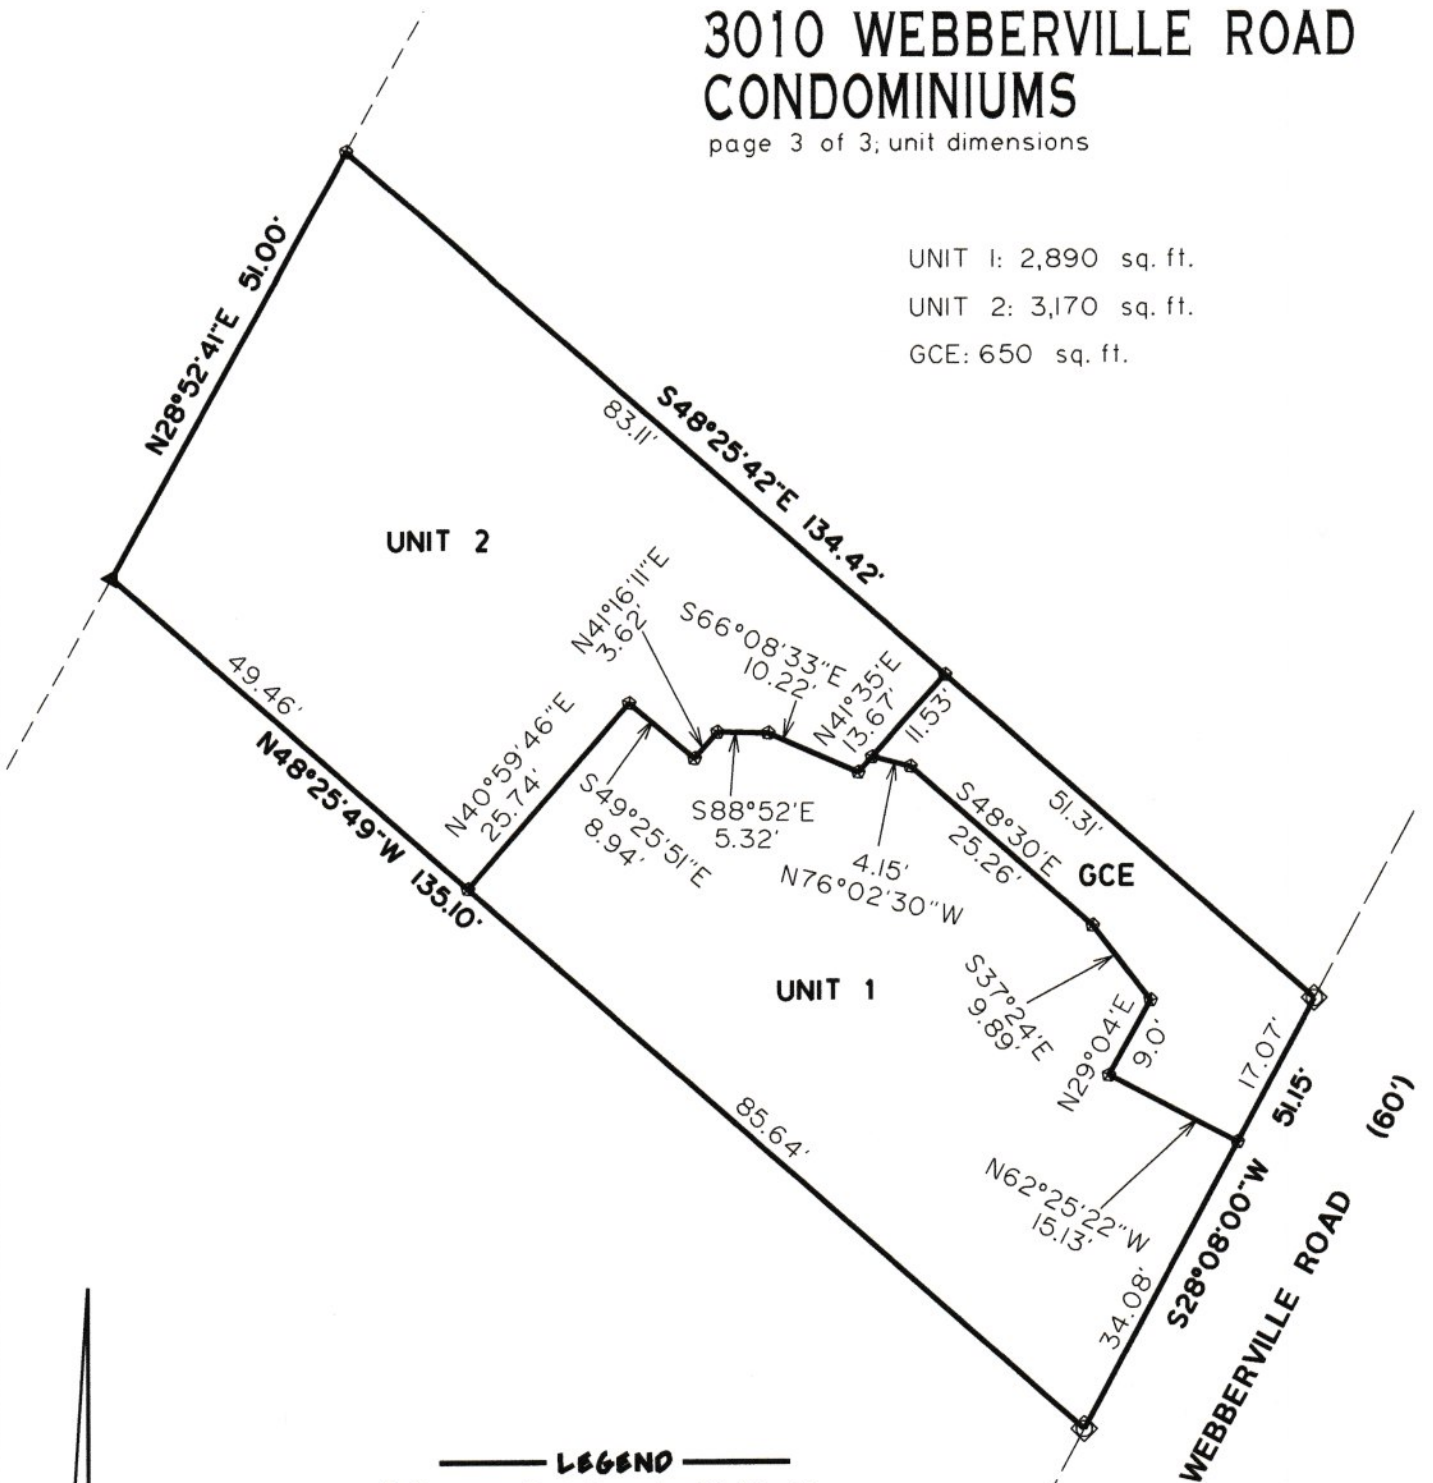 3010 WEBBERVILLE ROAD
CONDOMINIUMS
page 3 of 3; unit dimensions
UNIT 1: 2,890 sq. ft.
UNIT 2: 3,170 sq. ft.
GCE: 650 sq. ft.
N28°52'41"E 51.00'
S48°25'42"E 134.42'
83.11'
UNIT 2
N41°16'11"E
3.62'
S66°08'33"E
10.22'
N41°35'E
13.67'
11.53'
49.46'
N48°25'49"W 135.10'
N40°59'46"E
25.74'
S49°25'51"E
8.94'
S88°52'E
5.32'
4.15'
N76°02'30"W
S48°30'E
25.26'
51.31'
GCE
UNIT 1
S37°24'E
9.89'
N29°04'E
9.0'
17.07'
51.15'
S28°08'00"W
(60')
85.64'
N62°25'22"W
15.13'
34.08'
WEBBERVILLE ROAD
LEGEND